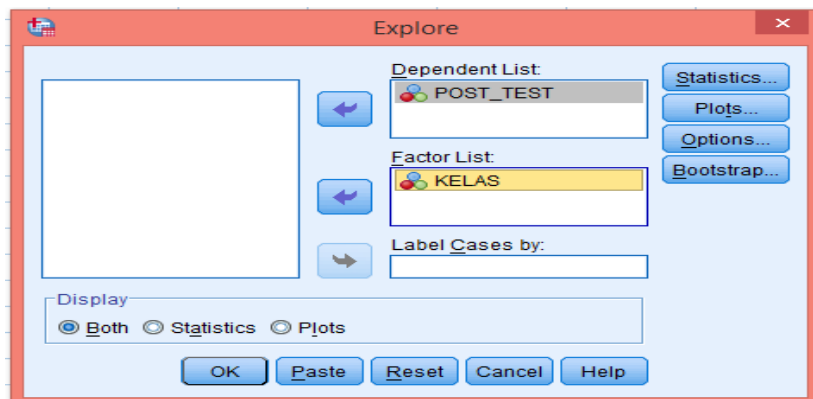 Explore
Dependent List:
POST_TEST
Factor List:
KELAS
Label Cases by:
Statistics...
Plots...
Options...
Bootstrap...
Display
Both Statistics Plots
OK Paste Reset Cancel Help